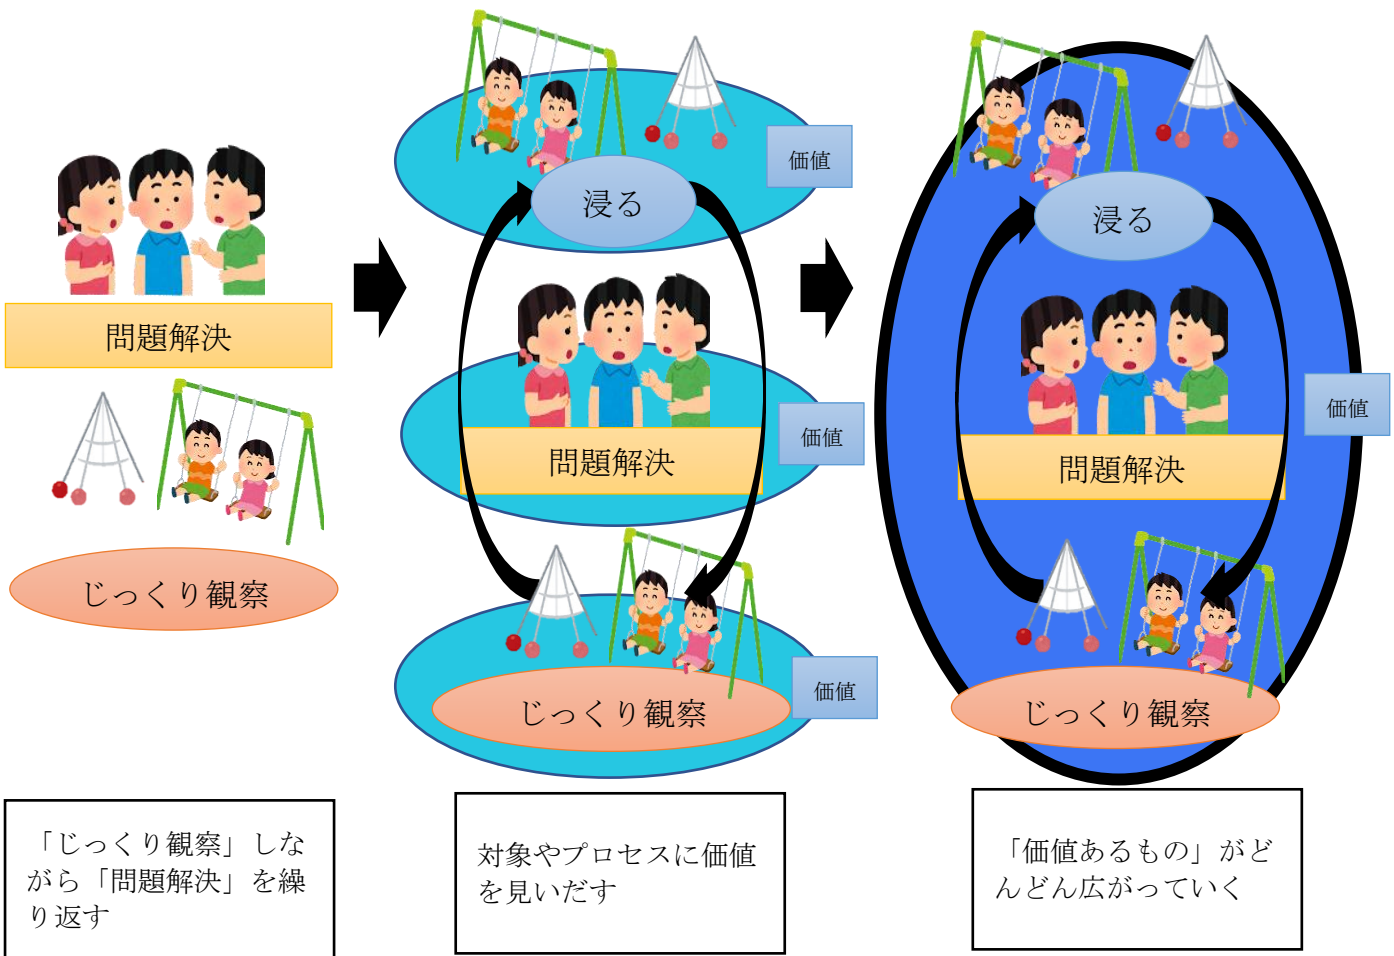 問題解決
じっくり観察
「じっくり観察」しな
がら「問題解決」を繰
り返す
価値
浸る
価値
問題解決
価値
じっくり観察
対象やプロセスに価値
を見いだす
浸る
価値
問題解決
じっくり観察
「価値あるもの」がど
んどん広がっていく